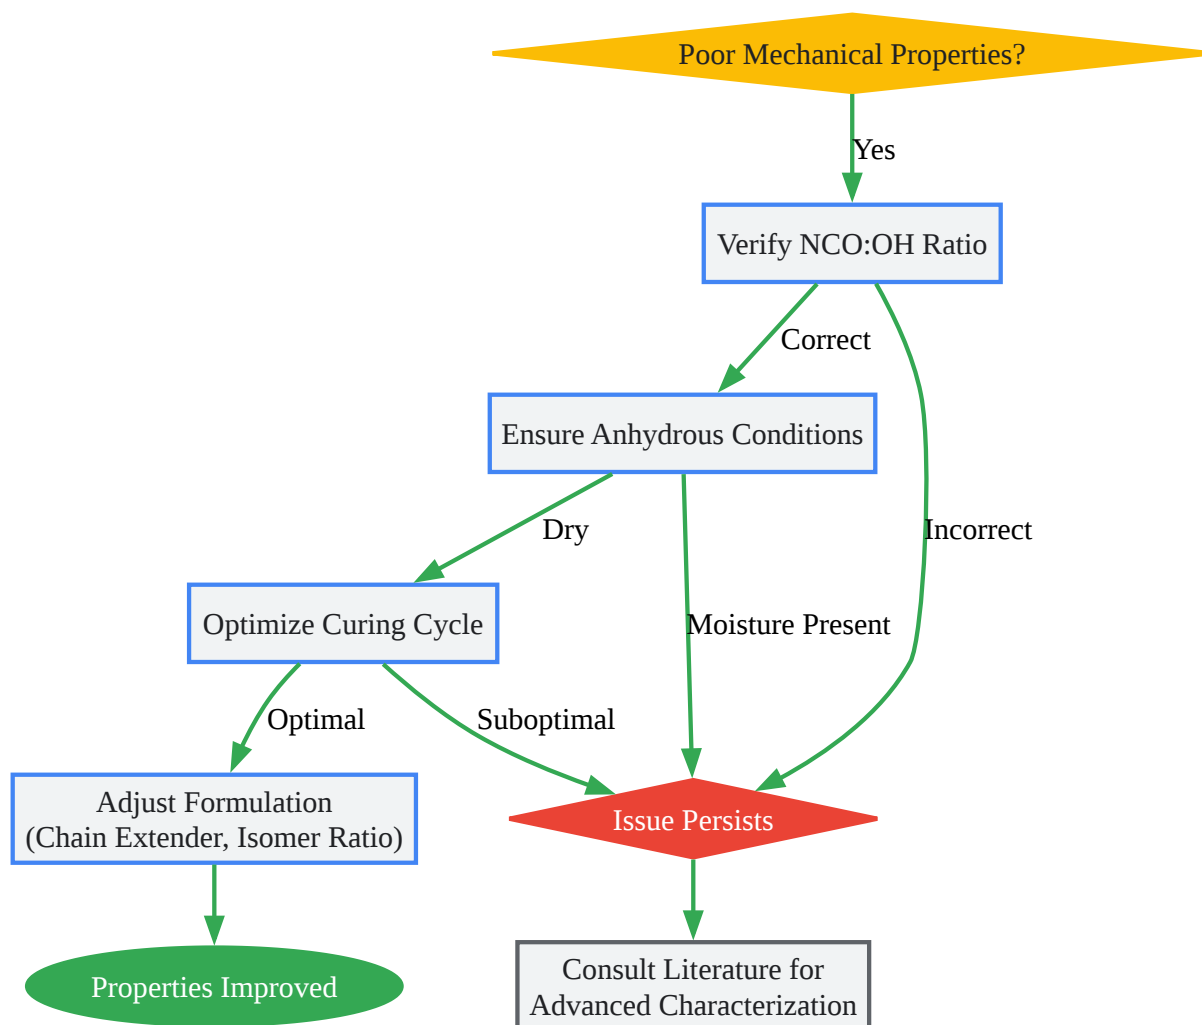 Poor Mechanical Properties?
Yes
Verify NCO:OH Ratio
Correct
Ensure Anhydrous Conditions
Dry
Incorrect
Optimize Curing Cycle
Moisture Present
Optimal
Suboptimal
Adjust Formulation
(Chain Extender, Isomer Ratio)
Issue Persists
Properties Improved
Consult Literature for
Advanced Characterization